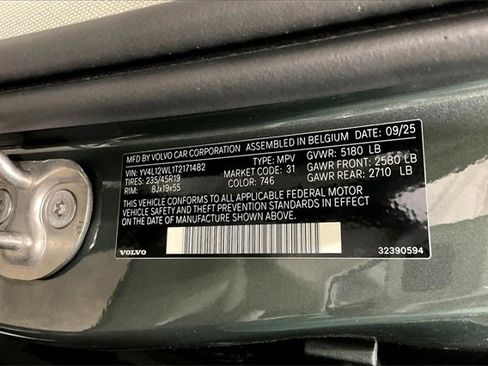 MFD BY VOLVO CAR CORPORATION ASSEMBLED IN BELGIUM DATE: 09/25
VIN: YV4L12WL1T2171482 TYPE: MPV GVWR: 5180 LB
TIRES: 235/45R19 MARKET CODE: 31 GAWR FRONT: 2580 LB
RIM: 8Jx19x55 COLOR: 746 GAWR REAR: 2710 LB
THIS VEHICLE CONFORMS TO ALL APPLICABLE FEDERAL MOTOR
VEHICLE SAFETY AND THEFT PREVENTION STANDARDS IN EFFECT
ON THE DATE OF MANUFACTURE SHOWN ABOVE.
VOLVO 32390594